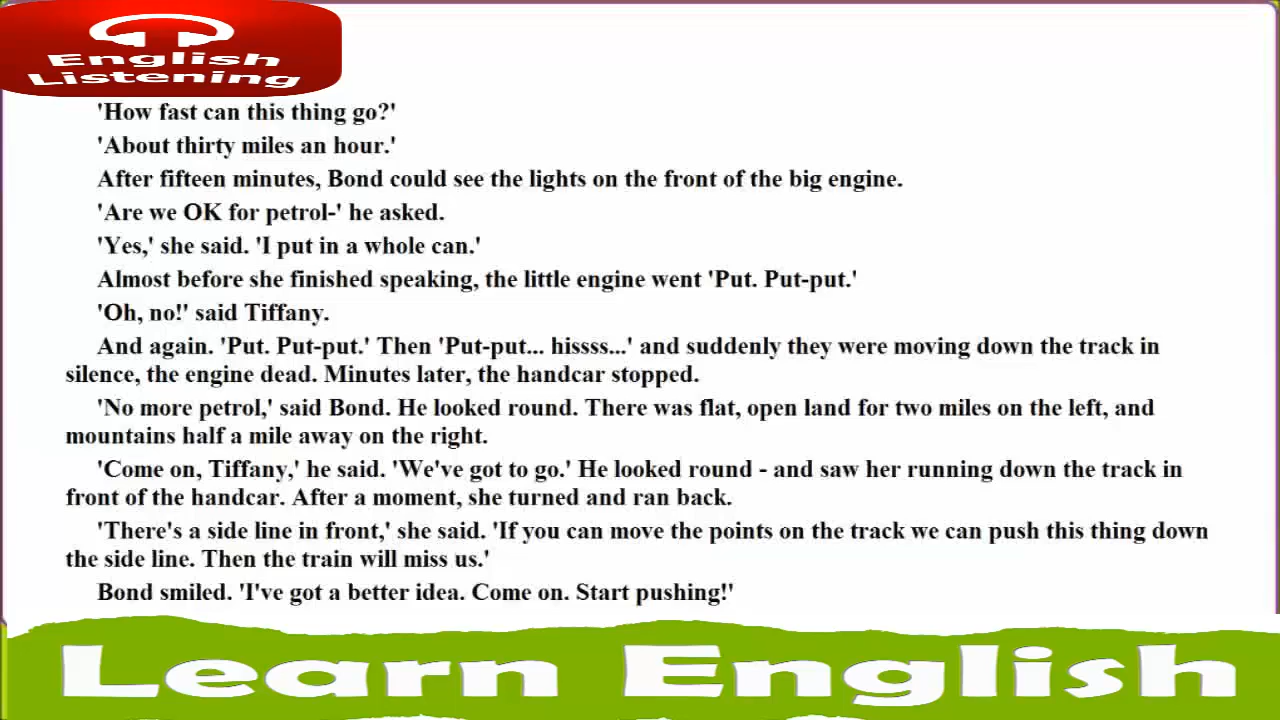 English
Listening
'How fast can this thing go?'
'About thirty miles an hour.'
After fifteen minutes, Bond could see the lights on the front of the big engine.
'Are we OK for petrol-' he asked.
'Yes,' she said. 'I put in a whole can.'
Almost before she finished speaking, the little engine went 'Put. Put-put.'
'Oh, no!' said Tiffany.
And again. 'Put. Put-put.' Then 'Put-put... hissss...' and suddenly they were moving down the track in
silence, the engine dead. Minutes later, the handcar stopped.
'No more petrol,' said Bond. He looked round. There was flat, open land for two miles on the left, and
mountains half a mile away on the right.
'Come on, Tiffany,' he said. 'We've got to go.' He looked round - and saw her running down the track in
front of the handcar. After a moment, she turned and ran back.
'There's a side line in front,' she said. 'If you can move the points on the track we can push this thing down
the side line. Then the train will miss us.'
Bond smiled. 'I've got a better idea. Come on. Start pushing!'
Learn English